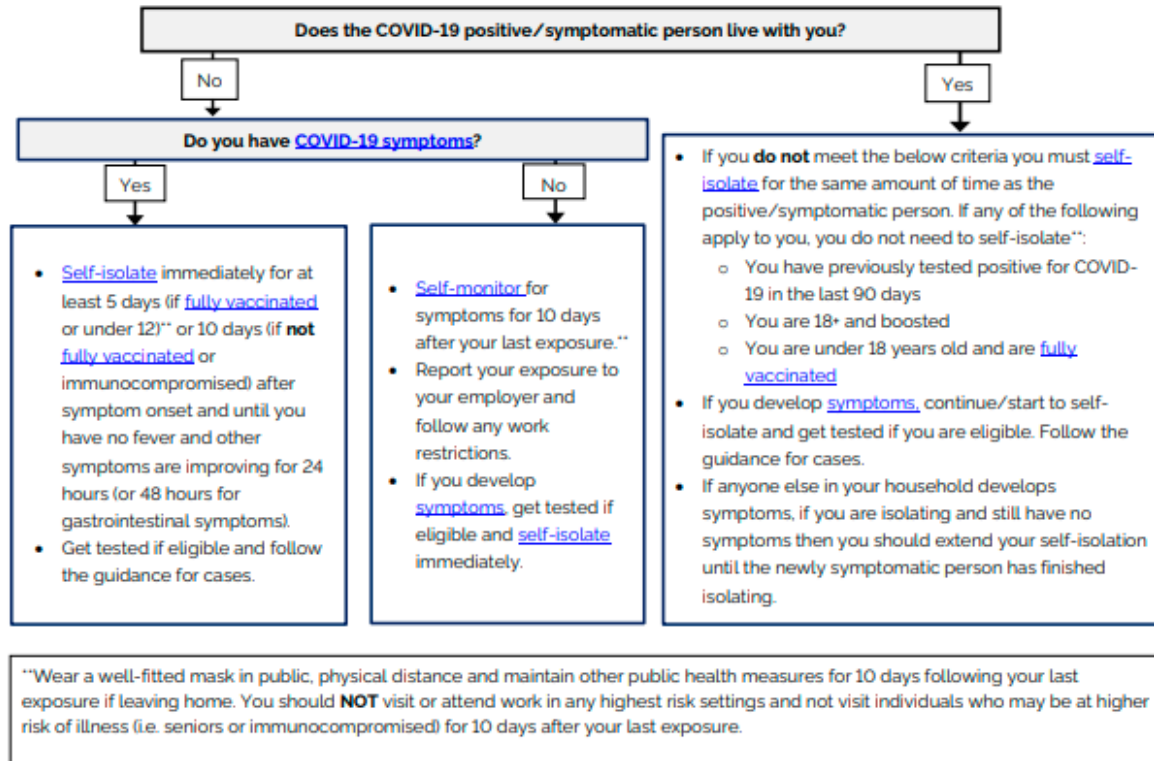 Does the COVID-19 positive/symptomatic person live with you?
No
Yes
Do you have COVID-19 symptoms?
Yes
No
• Self-isolate immediately for at
least 5 days (if fully vaccinated
or under 12)** or 10 days (if not
fully vaccinated or
immunocompromised) after
symptom onset and until you
have no fever and other
symptoms are improving for 24
hours (or 48 hours for
gastrointestinal symptoms).
• Get tested if eligible and follow
the guidance for cases.
• Self-monitor for
symptoms for 10 days
after your last exposure.**
• Report your exposure to
your employer and
follow any work
restrictions.
• If you develop
symptoms, get tested if
eligible and self-isolate
immediately.
• If you do not meet the below criteria you must self-
isolate for the same amount of time as the
positive/symptomatic person. If any of the following
apply to you, you do not need to self-isolate**:
o You have previously tested positive for COVID-
19 in the last 90 days
o You are 18+ and boosted
o You are under 18 years old and are fully
vaccinated
• If you develop symptoms, continue/start to self-
isolate and get tested if you are eligible. Follow the
guidance for cases.
• If anyone else in your household develops
symptoms, if you are isolating and still have no
symptoms then you should extend your self-isolation
until the newly symptomatic person has finished
isolating.
**Wear a well-fitted mask in public, physical distance and maintain other public health measures for 10 days following your last
exposure if leaving home. You should NOT visit or attend work in any highest risk settings and not visit individuals who may be at higher
risk of illness (i.e. seniors or immunocompromised) for 10 days after your last exposure.